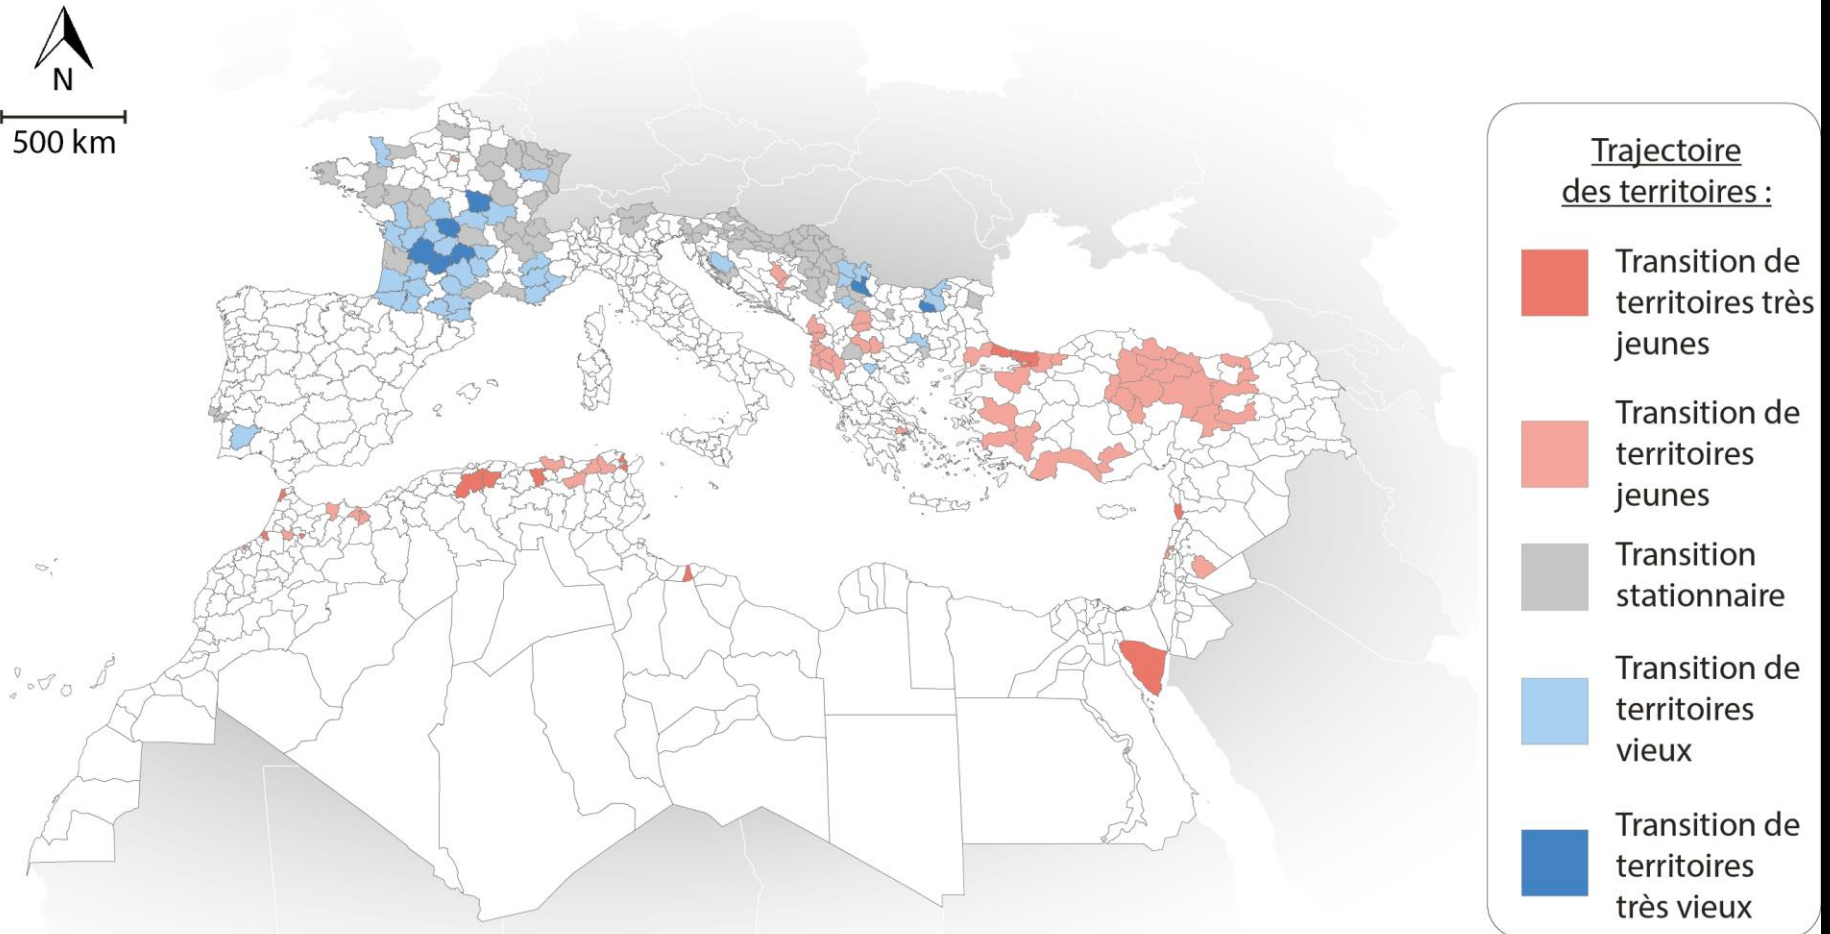 N
500 km
Trajectoire
des territoires :
Transition de
territoires très
jeunes
Transition de
territoires
jeunes
Transition
stationnaire
Transition de
territoires
vieux
Transition de
territoires
très vieux